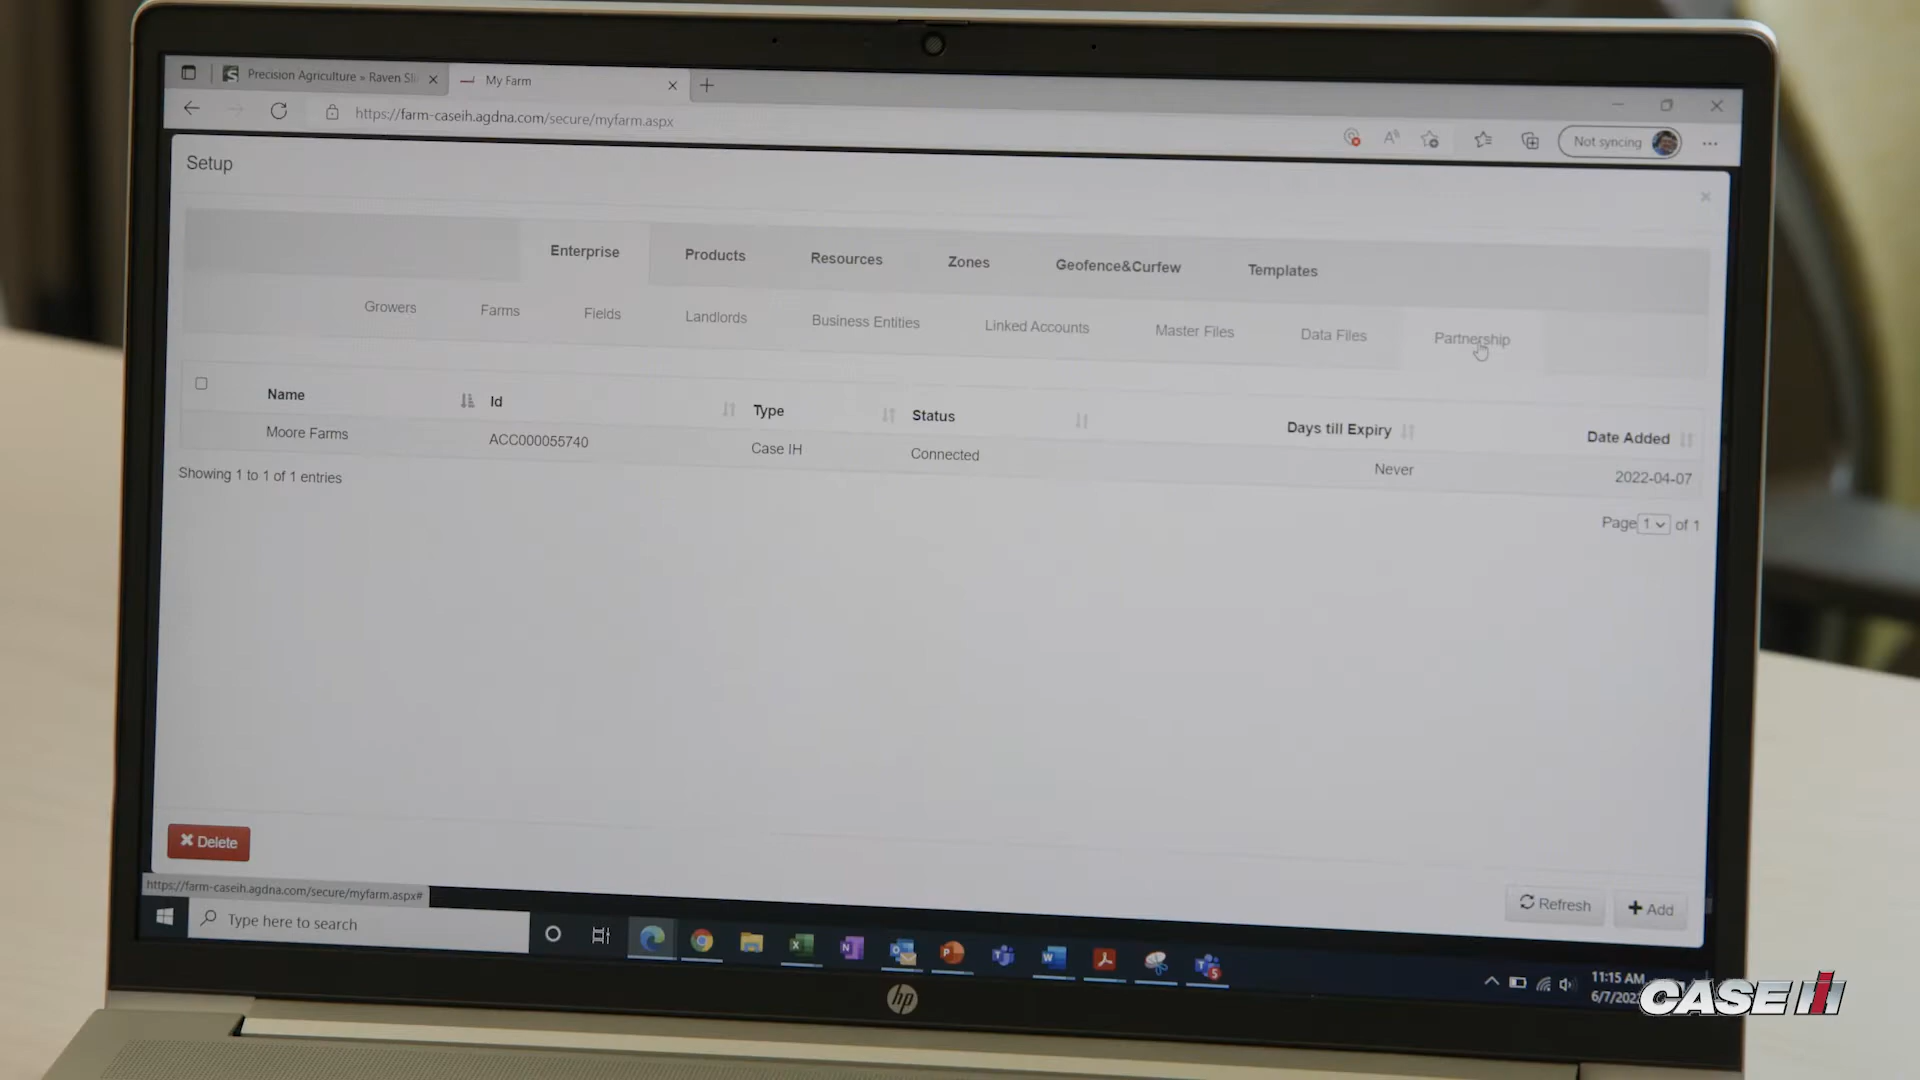 Precision Agriculture » Raven Sli
My Farm
https://farm-caseih.agdna.com/secure/myfarm.aspx
Not syncing
Setup
Enterprise Products Resources Zones Geofence&Curfew Templates
Growers Farms Fields Landlords Business Entities Linked Accounts Master Files Data Files Partnership
Name Id Type Status Days till Expiry Date Added
Moore Farms ACC000055740 Case IH Connected Never 2022-04-07
Showing 1 to 1 of 1 entries
Page 1 of 1
Delete
https://farm-caseih.agdna.com/secure/myfarm.aspx#
Refresh Add
Type here to search
11:15 AM
6/7/202
hp
CASE IH